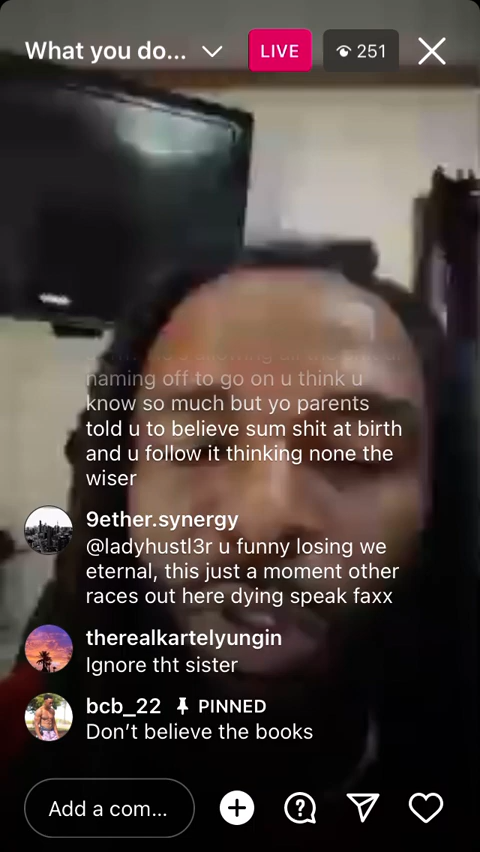 What you do...
LIVE
251
naming off to go on u think u
know so much but yo parents
told u to believe sum shit at birth
and u follow it thinking none the
wiser
9ether.synergy
@ladyhustl3r u funny losing we
eternal, this just a moment other
races out here dying speak faxx
therealkartelyungin
Ignore tht sister
bcb_22 PINNED
Don’t believe the books
Add a com...